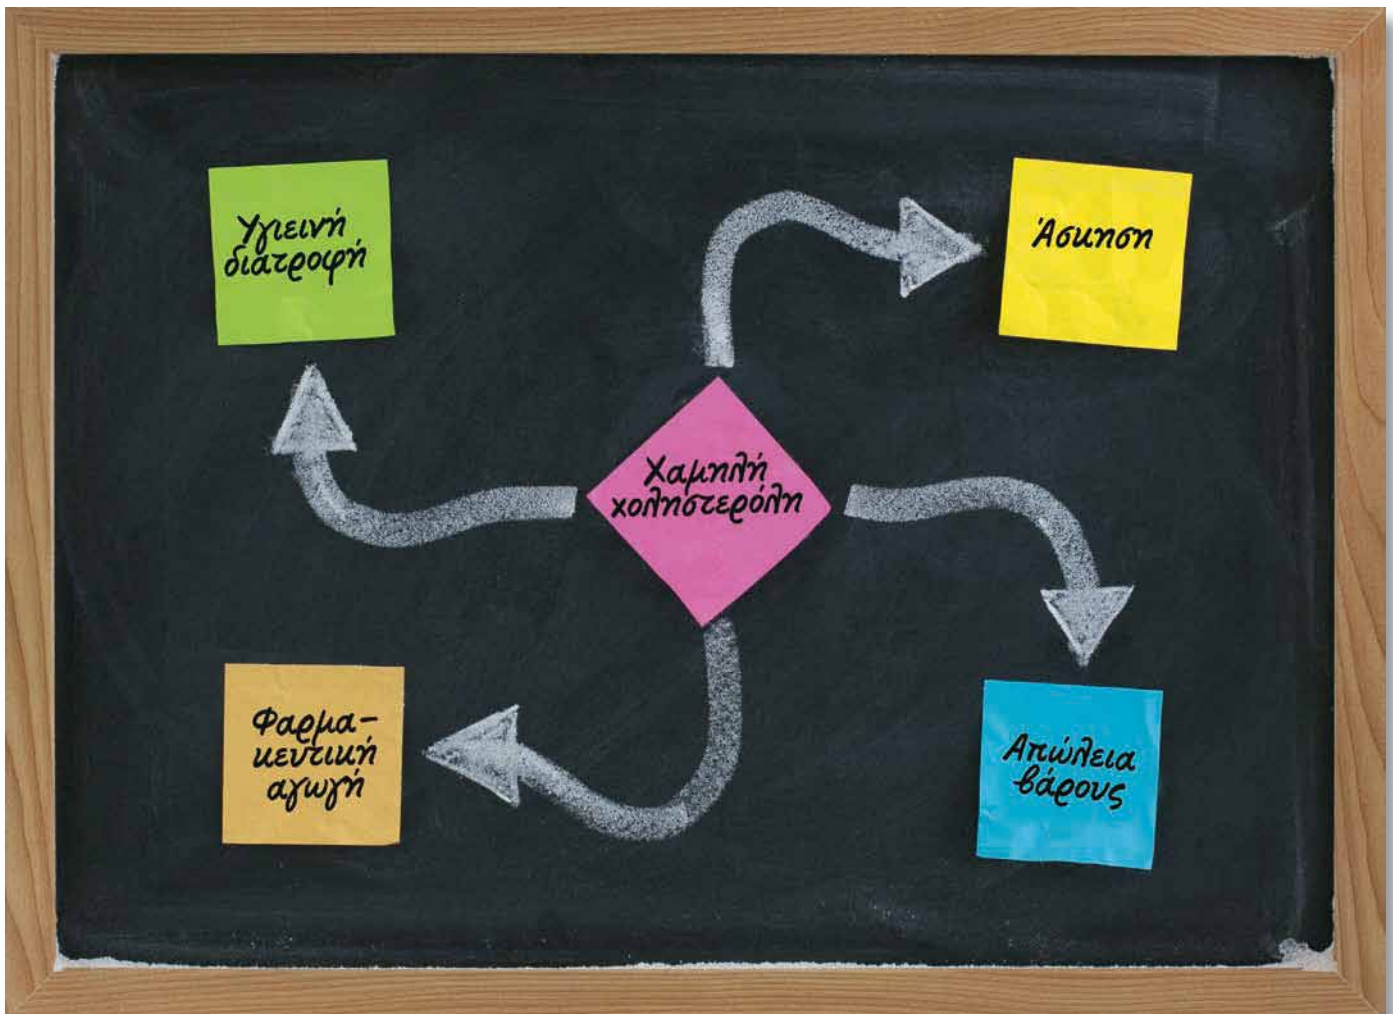 Υγιεινή
διατροφή
Άσκηση
Χαμηλή
χοληστερόλη
Φαρμα-
κευτική
αγωγή
Απώλεια
βάρους